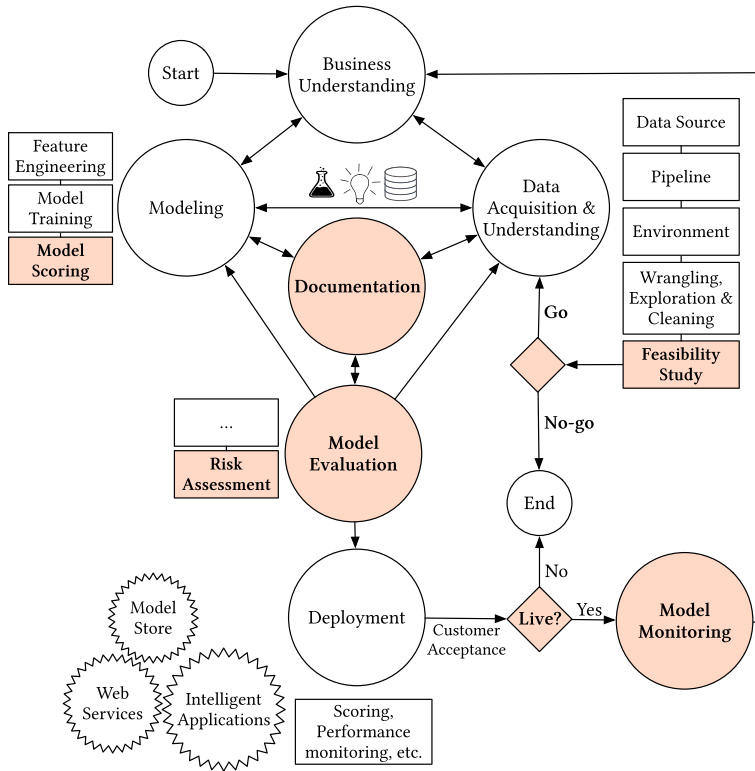 Start
Business
Understanding
Feature
Engineering
Model
Training
Model
Scoring
Modeling
Data
Acquisition &
Understanding
Data Source
Pipeline
Environment
Wrangling,
Exploration &
Cleaning
Feasibility
Study
Documentation
Go
No-go
...
Risk
Assessment
Model
Evaluation
End
No
Deployment
Customer
Acceptance
Live?
Yes
Model
Monitoring
Model
Store
Web
Services
Intelligent
Applications
Scoring,
Performance
monitoring, etc.